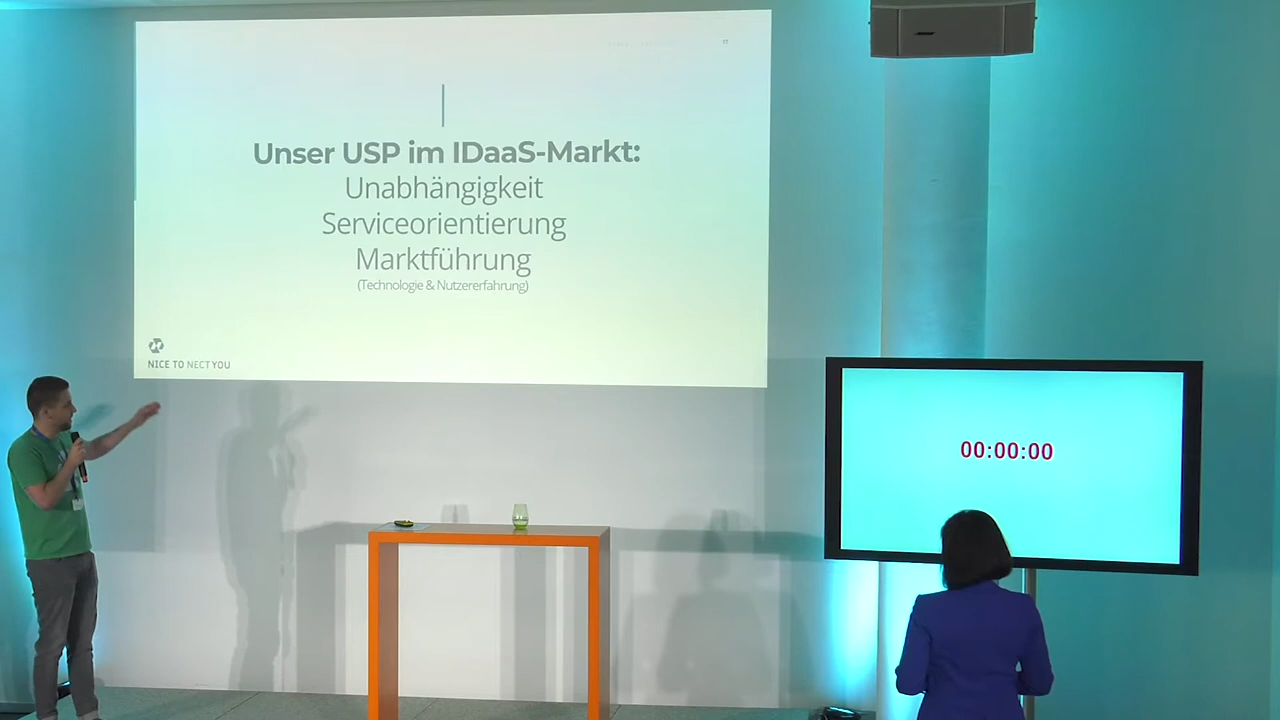 Unser USP im IDaaS-Markt:
Unabhängigkeit
Serviceorientierung
Marktführung
(Technologie & Nutzererfahrung)
NICE TO NECT YOU
00:00:00